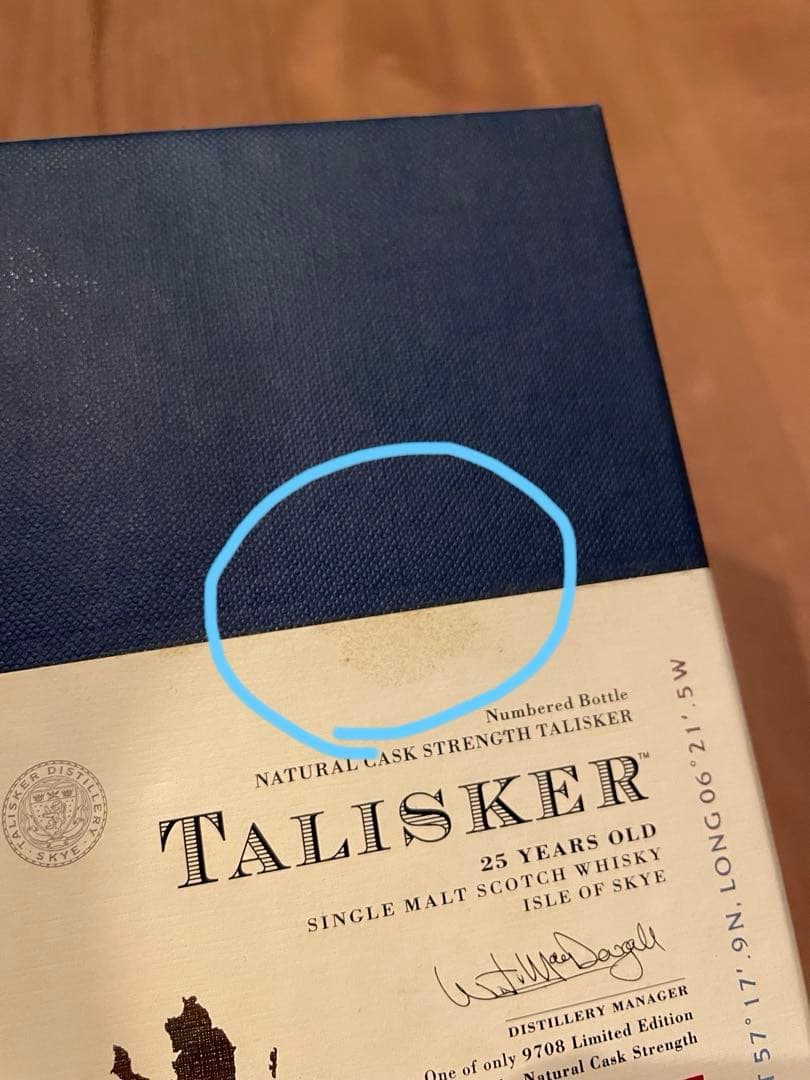 Numbered Bottle
NATURAL CASK STRENGTH TALISKER
TALISKER™
25 YEARS OLD
SINGLE MALT SCOTCH WHISKY
ISLE OF SKYE
TALISKER DISTILLERY
SKYE
DISTILLERY MANAGER
One of only 9708 Limited Edition
Natural Cask Strength
57°17'.9N. LONG 06°21'.5W